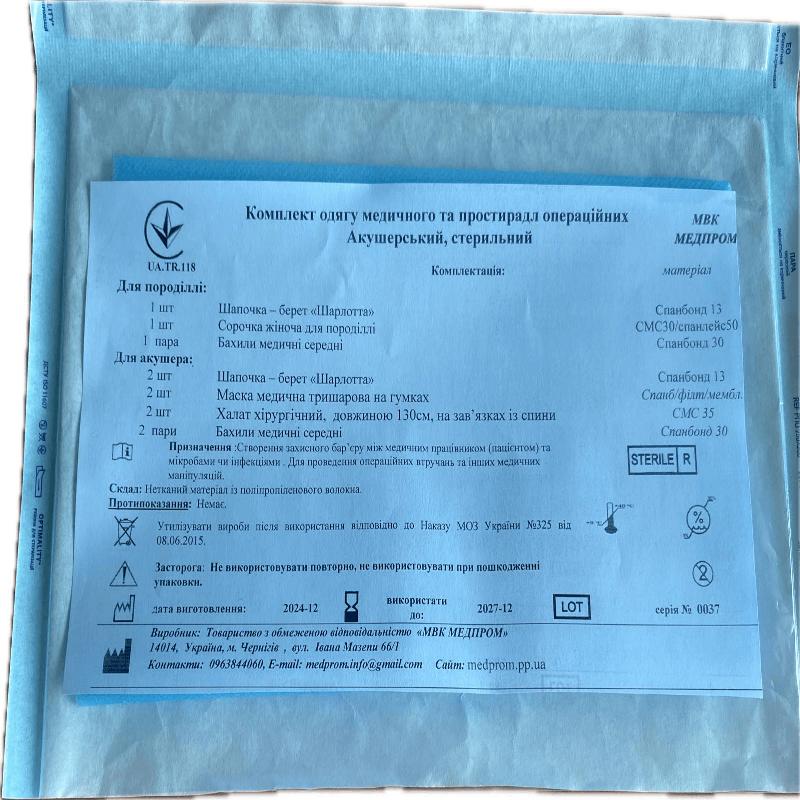 Комплект одягу медичного та простирадл операційних
Акушерський, стерильний
МВК
МЕДПРОМ
UA.TR.118
Комплектація: матеріал
Для породіллі:
1 шт Шапочка – берет «Шарлотта» Спанбонд 13
1 шт Сорочка жіноча для породіллі СМС30/спанлейс50
1 пара Бахили медичні середні Спанбонд 30
Для акушера:
2 шт Шапочка – берет «Шарлотта» Спанбонд 13
2 шт Маска медична тришарова на гумках Спанб/філт/мембл.
2 шт Халат хірургічний, довжиною 130см, на зав’язках із спини СМС 35
2 пари Бахили медичні середні Спанбонд 30
Призначення :Створення захисного бар’єру між медичним працівником (пацієнтом) та
мікробами чи інфекціями . Для проведення операційних втручань та інших медичних
маніпуляцій.
STERILE R
Склад: Нетканий матеріал із поліпропіленового волокна.
Протипоказання: Немає.
Утилізувати вироби після використання відповідно до Наказу МОЗ України №325 від
08.06.2015.
%
Засторога: Не використовувати повторно, не використовувати при пошкодженні
упаковки.
2
дата виготовлення: 2024-12 використати
до: 2027-12 LOT серія № 0037
Виробник: Товариство з обмеженою відповідальністю «МВК МЕДПРОМ»
14014, Україна, м. Чернігів , вул. Івана Мазепи 66/1
Контакти: 0963844060, E-mail: medprom.info@gmail.com Сайт: medprom.pp.ua
ДСТУ ISO 11607
OPTIMALITY
ПАРА
ЕО